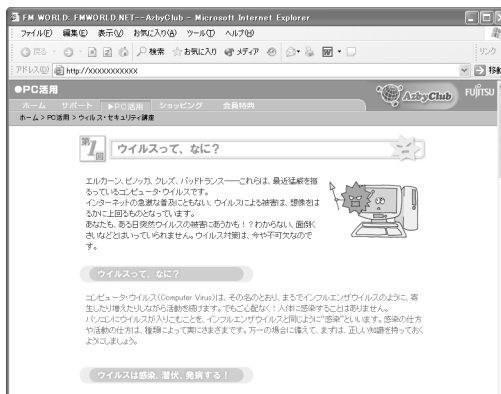 FM WORLD: FMWORLD.NET--AzbyClub - Microsoft Internet Explorer
ファイル(F) 編集(E) 表示(V) お気に入り(A) ツール(T) ヘルプ(H)
戻る 検索 お気に入り メディア
アドレス(D) http://XXXXXXXXXXX 移動 リンク
●PC活用 AzbyClub FUJITSU
ホーム サポート ▶PC活用 ショッピング 会員特典
ホーム > PC活用 > ウイルス・セキュリティ講座
第1回 ウイルスって、なに?
エルカーン、ビノッカ、クレズ、バッドトランス――これらは、最近猛威を振
るっているコンピュータ・ウイルスです。
インターネットの急激な普及にともない、ウイルスによる被害は、想像をは
るかに上回るものとなっています。
あなたも、ある日突然ウイルスの被害にあうかも!?わからない、面倒く
さいなどとはいっていられません。ウイルス対策は、今や不可欠なので
す。
ウイルスって、なに?
コンピュータ・ウイルス(Computer Virus)は、その名のとおり、まるでインフルエンザウイルスのように、寄
生したり増えたりしながら活動を続けます。でもご心配なく!人体に感染することはありません。
パソコンにウイルスが入りこむことを、インフルエンザウイルスと同じように"感染"といいます。感染の仕方
や活動の仕方は、種類によって実にさまざまです。万一の場合に備えて、まずは、正しい知識を持っておく
ようにしましょう。
ウイルスは感染、潜伏、発病する!